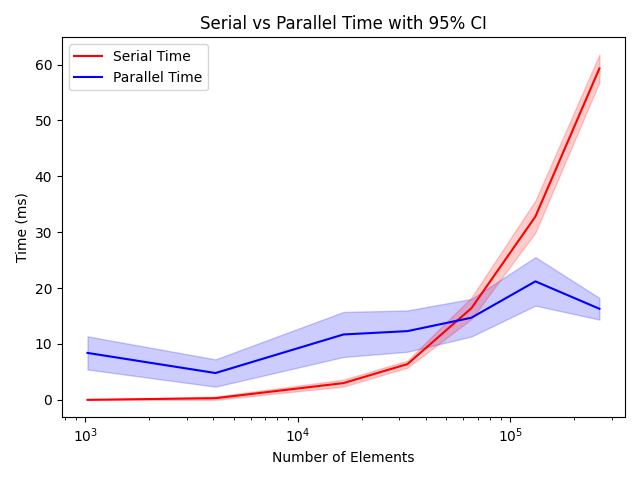 Serial vs Parallel Time with 95% CI
Serial Time
Parallel Time
Time (ms)
60
50
40
30
20
10
0
10³
10⁴
10⁵
Number of Elements